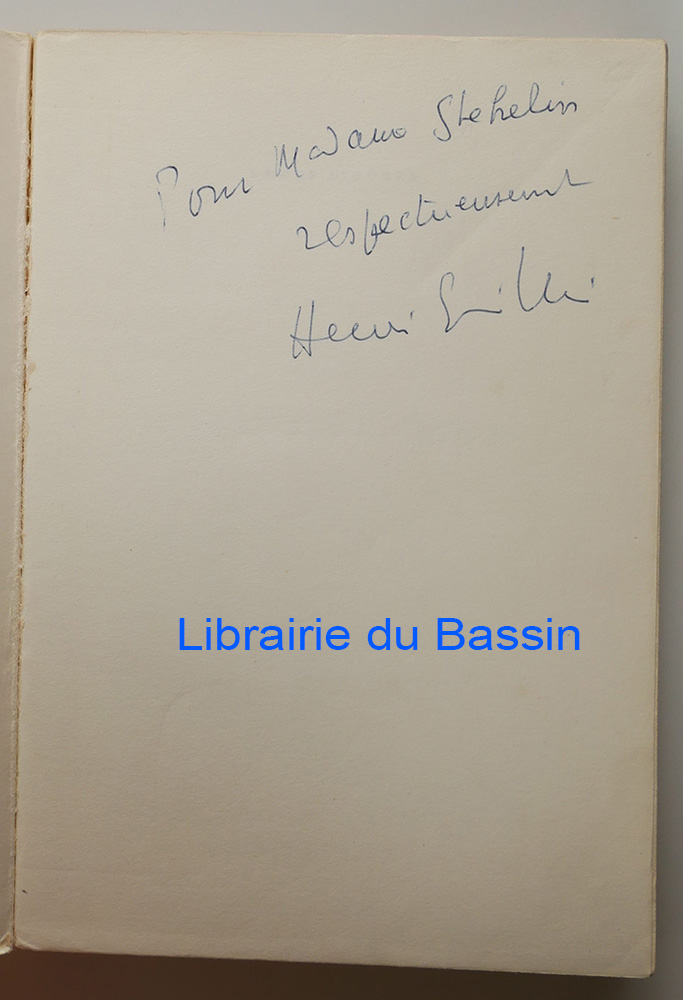 Pour Madame Stehelin
respectueusement
Henri
Librairie du Bassin